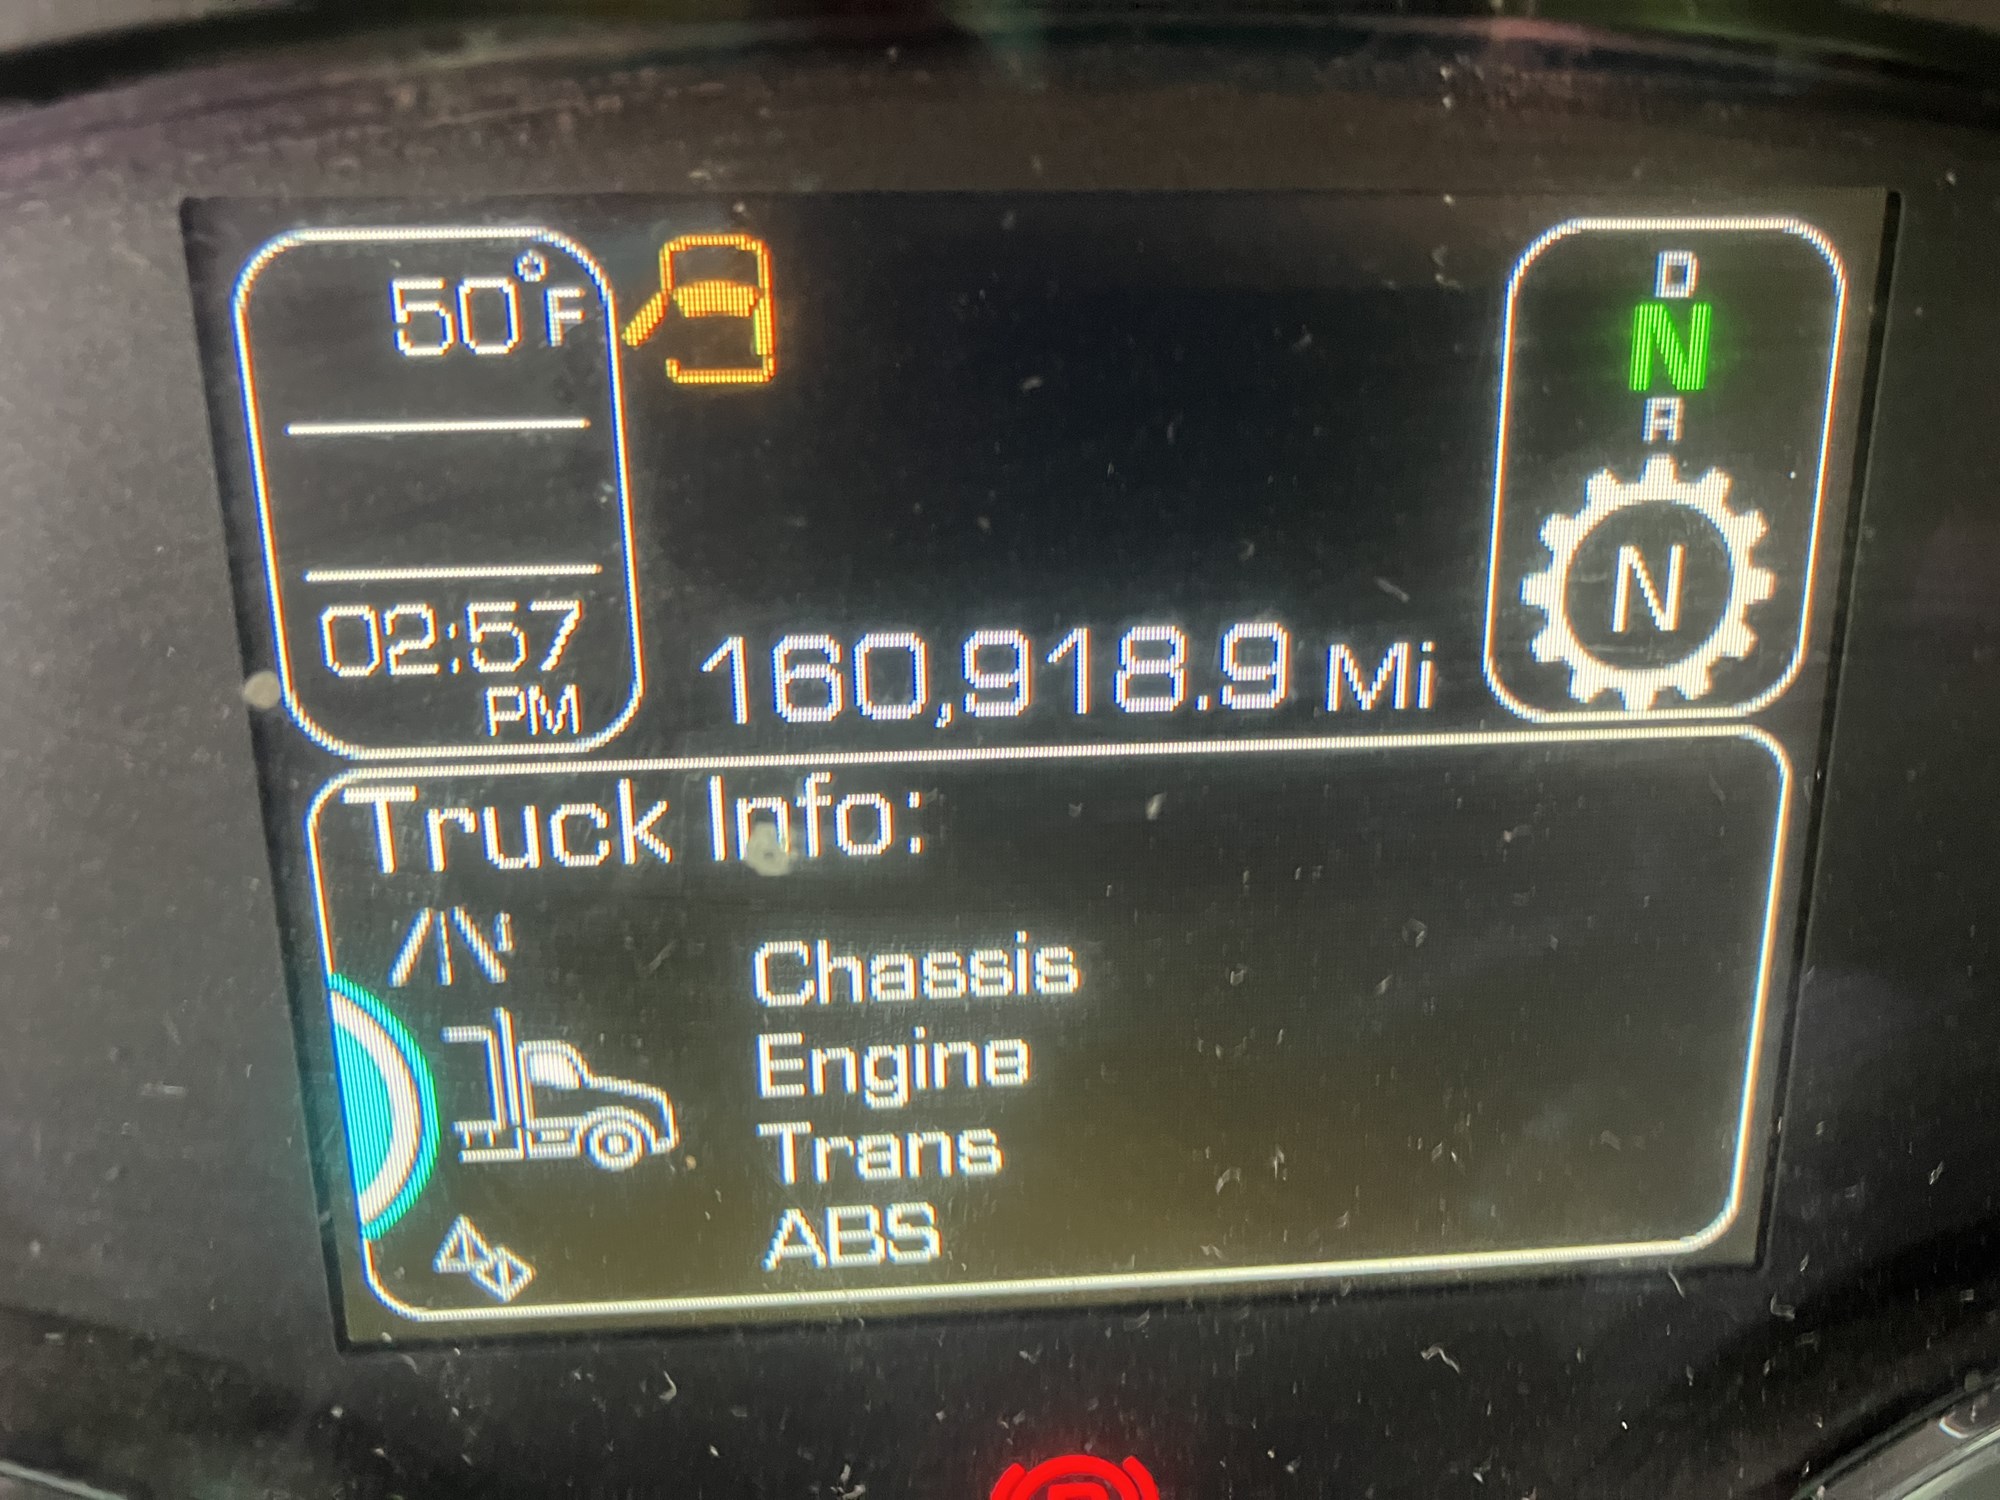 50°F
02:57
PM
160,918.9 Mi
D
N
R
N
Truck Info:
Chassis
Engine
Trans
ABS